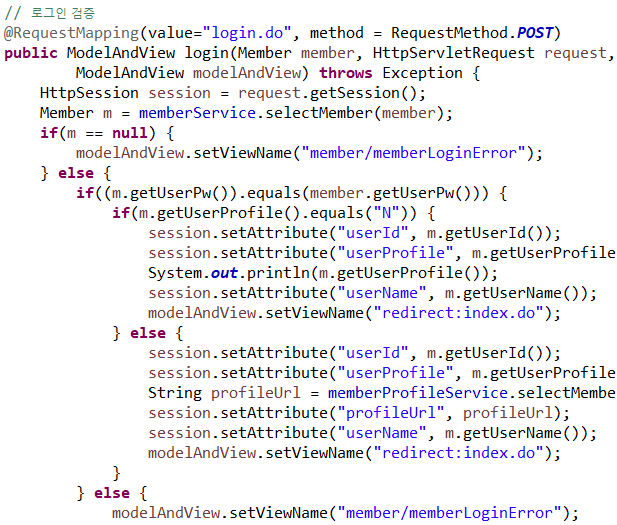 // 로그인 검증
@RequestMapping(value="login.do", method = RequestMethod.POST)
public ModelAndView login(Member member, HttpServletRequest request,
        ModelAndView modelAndView) throws Exception {
    HttpSession session = request.getSession();
    Member m = memberService.selectMember(member);
    if(m == null) {
        modelAndView.setViewName("member/memberLoginError");
    } else {
        if((m.getUserPw()).equals(member.getUserPw())) {
            if(m.getUserProfile().equals("N")) {
                session.setAttribute("userId", m.getUserId());
                session.setAttribute("userProfile", m.getUserProfile
                System.out.println(m.getUserProfile());
                session.setAttribute("userName", m.getUserName());
                modelAndView.setViewName("redirect:index.do");
            } else {
                session.setAttribute("userId", m.getUserId());
                session.setAttribute("userProfile", m.getUserProfile
                String profileUrl = memberProfileService.selectMembe
                session.setAttribute("profileUrl", profileUrl);
                session.setAttribute("userName", m.getUserName());
                modelAndView.setViewName("redirect:index.do");
            }
        } else {
            modelAndView.setViewName("member/memberLoginError");